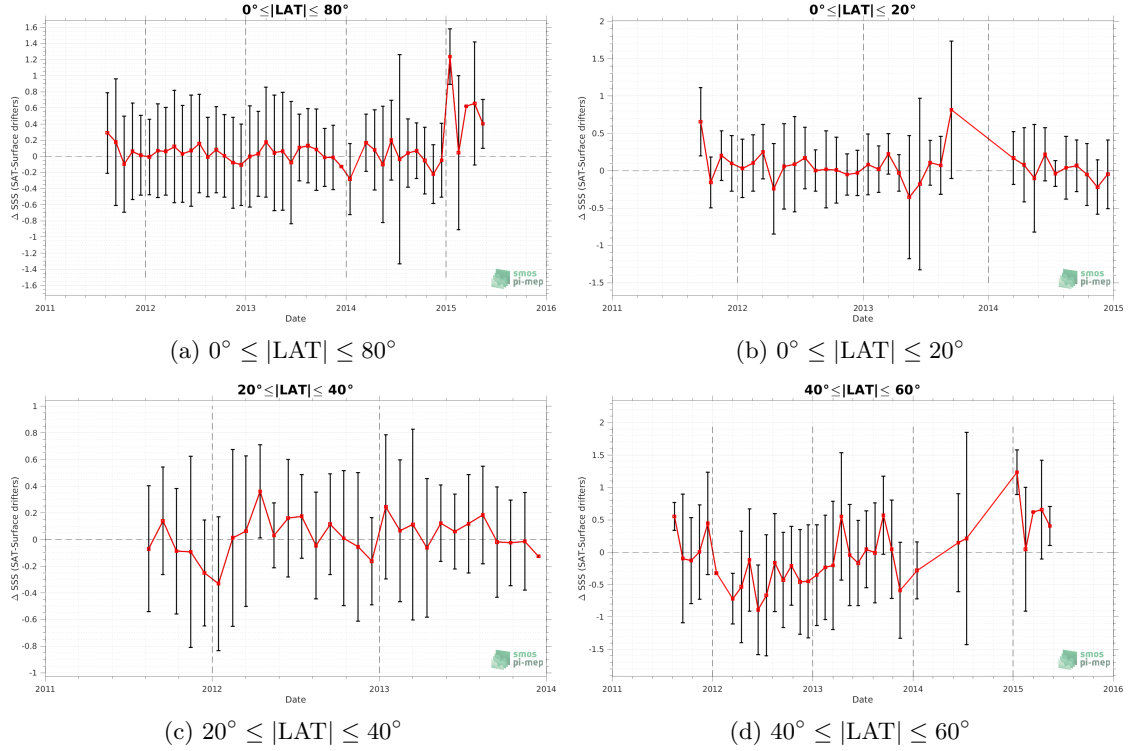 0°≤|LAT|≤ 80°
Δ SSS (SAT-Surface drifters)
1.6
1.4
1.2
1
0.8
0.6
0.4
0.2
0
-0.2
-0.4
-0.6
-0.8
-1
-1.2
-1.4
-1.6
2011
2012
2013
2014
2015
2016
Date
smos
pi-mep
(a) 0° ≤ |LAT| ≤ 80°
0°≤|LAT|≤ 20°
Δ SSS (SAT-Surface drifters)
2
1.5
1
0.5
0
-0.5
-1
-1.5
2011
2012
2013
2014
2015
Date
smos
pi-mep
(b) 0° ≤ |LAT| ≤ 20°
20°≤|LAT|≤ 40°
Δ SSS (SAT-Surface drifters)
1
0.8
0.6
0.4
0.2
0
-0.2
-0.4
-0.6
-0.8
-1
2011
2012
2013
2014
Date
smos
pi-mep
(c) 20° ≤ |LAT| ≤ 40°
40°≤|LAT|≤ 60°
Δ SSS (SAT-Surface drifters)
2
1.5
1
0.5
0
-0.5
-1
-1.5
2011
2012
2013
2014
2015
2016
Date
smos
pi-mep
(d) 40° ≤ |LAT| ≤ 60°